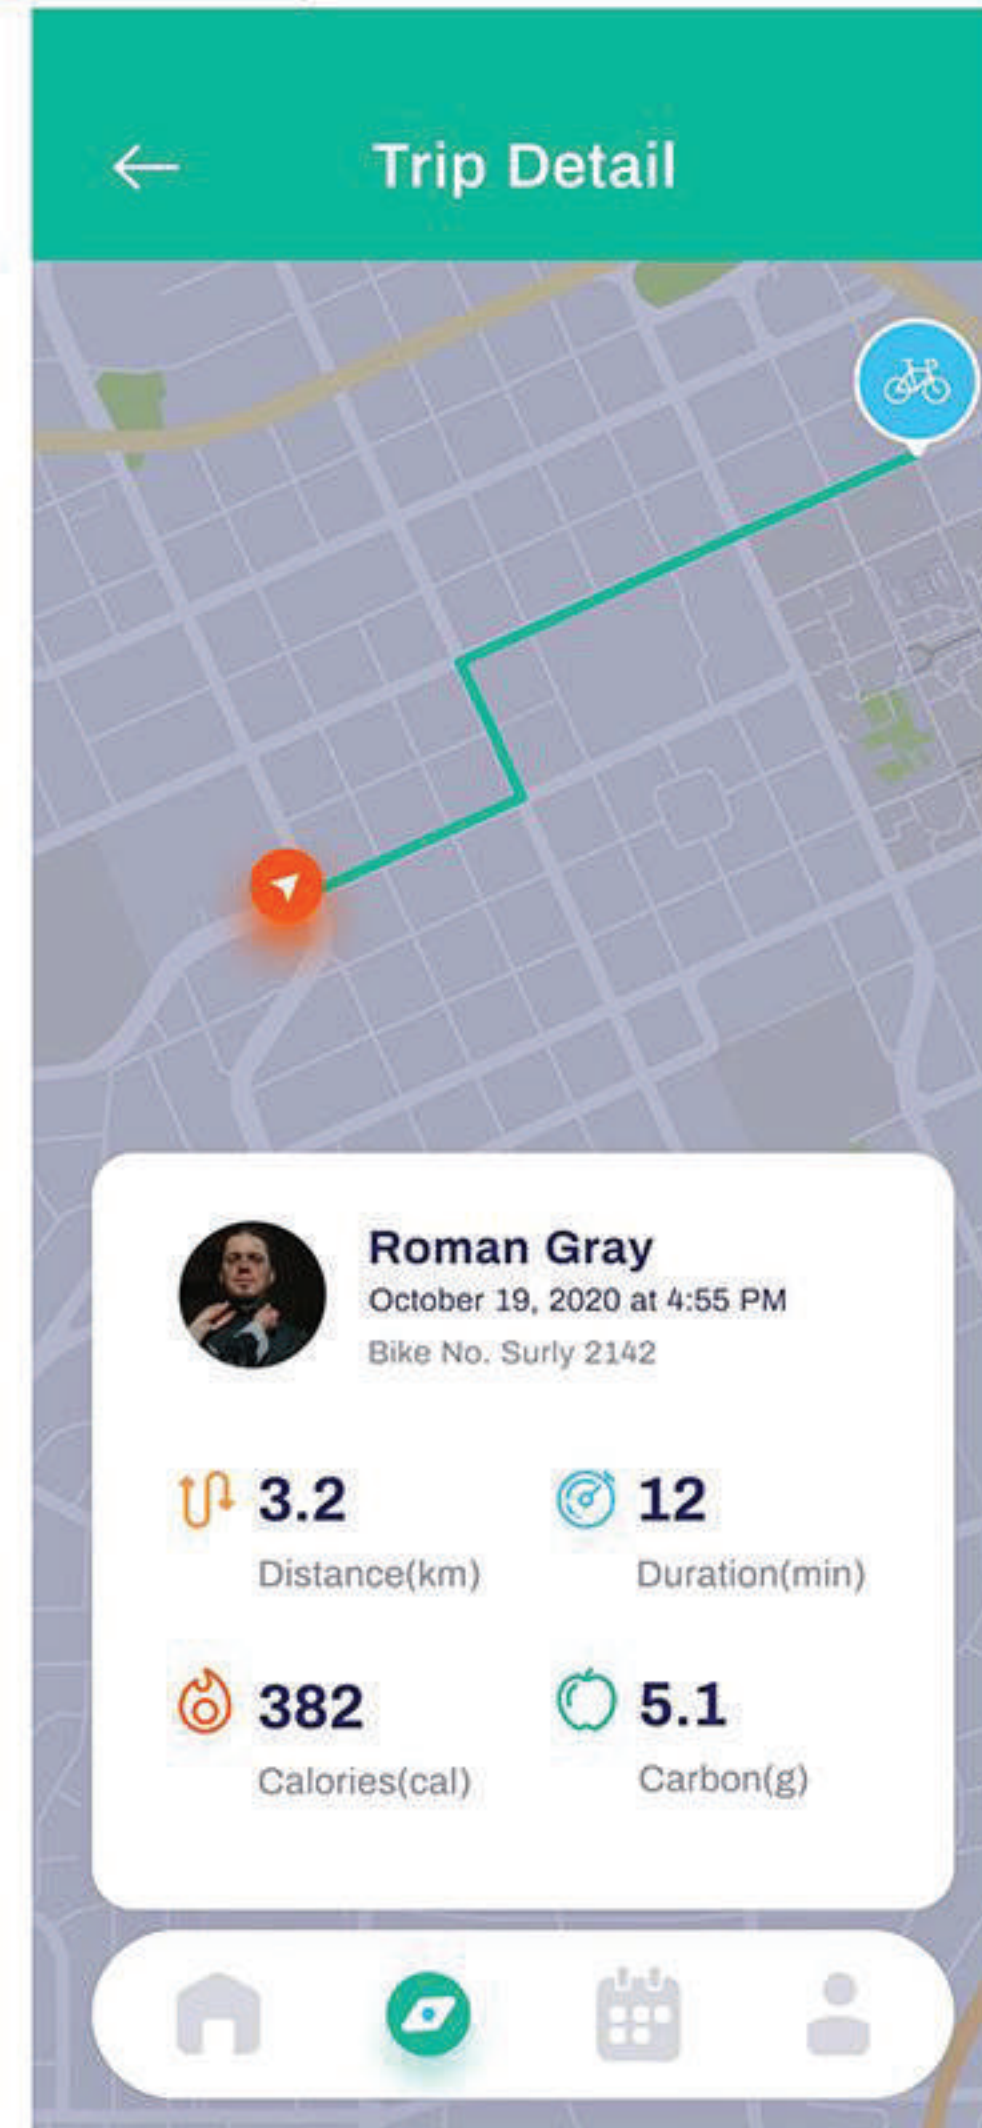 Trip Detail
Roman Gray
October 19, 2020 at 4:55 PM
Bike No. Surly 2142
3.2
Distance(km)
12
Duration(min)
382
Calories(cal)
5.1
Carbon(g)